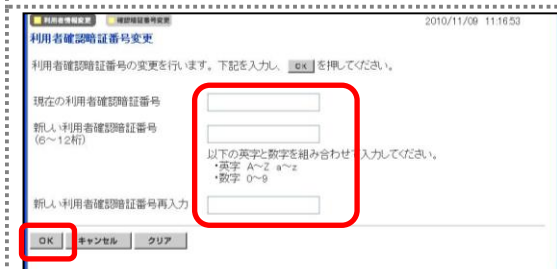 利用者情報変更 確認暗証番号変更 2010/11/09 11:16:53
利用者確認暗証番号変更
利用者確認暗証番号の変更を行います。下記を入力し、 OK を押してください。
現在の利用者確認暗証番号
新しい利用者確認暗証番号
(6～12桁)
以下の英字と数字を組み合わせて入力してください。
・英字 A～Z a～z
・数字 0～9
新しい利用者確認暗証番号再入力
OK キャンセル クリア